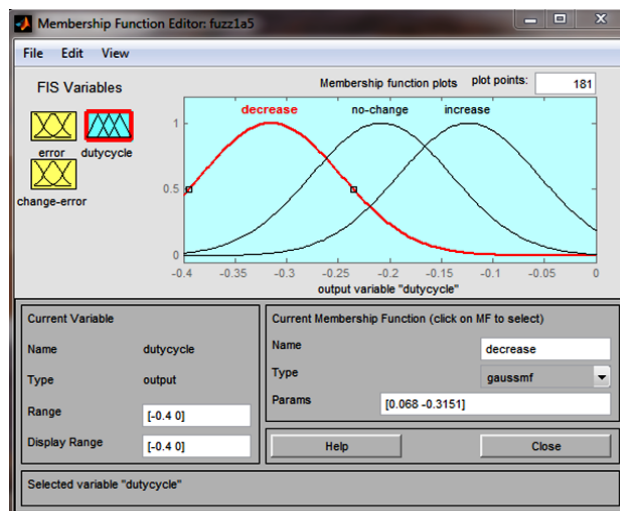 Membership Function Editor: fuzz1a5
File Edit View
FIS Variables
Membership function plots plot points: 181
error dutycycle
change-error
decrease no-change increase
1
0.5
0
-0.4 -0.35 -0.3 -0.25 -0.2 -0.15 -0.1 -0.05 0
output variable "dutycycle"
Current Variable
Name dutycycle
Type output
Range [-0.4 0]
Display Range [-0.4 0]
Current Membership Function (click on MF to select)
Name decrease
Type gaussmf
Params [0.068 -0.3151]
Help Close
Selected variable "dutycycle"